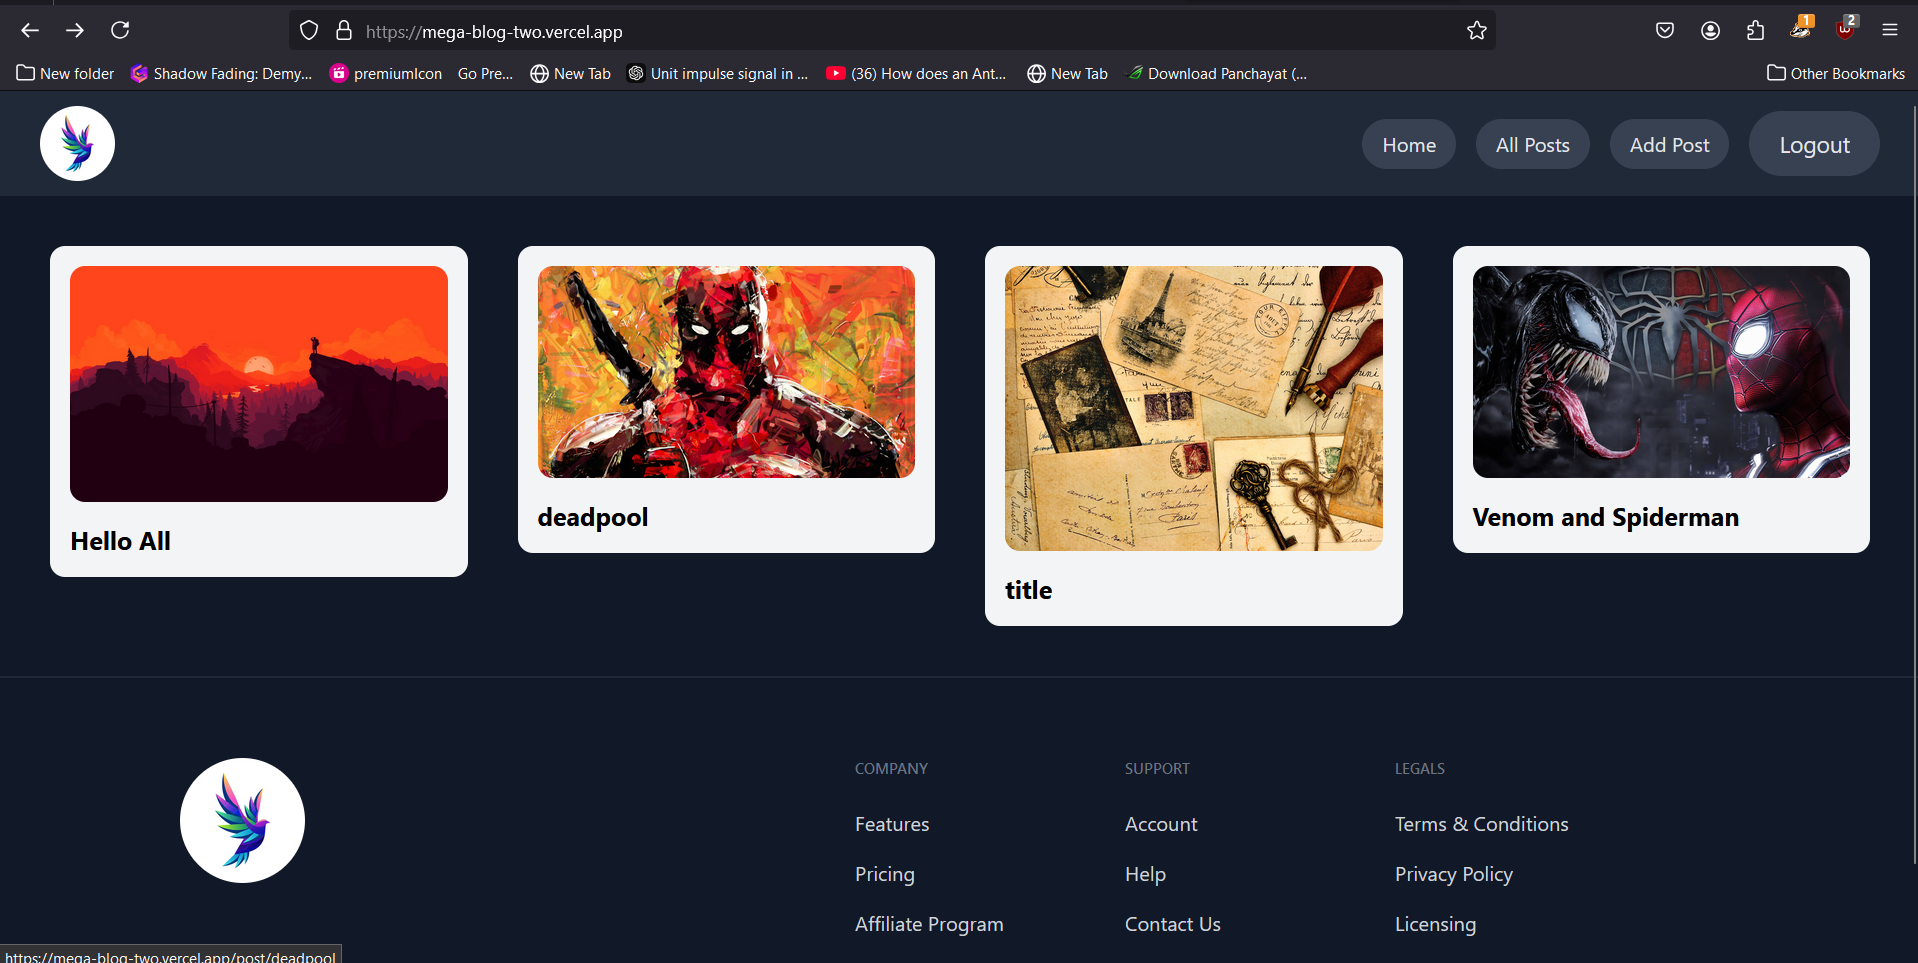 https://mega-blog-two.vercel.app
New folder Shadow Fading: Demy... premiumIcon Go Pre... New Tab Unit impulse signal in ... (36) How does an Ant... New Tab Download Panchayat (... Other Bookmarks
1
2
Home All Posts Add Post Logout
Hello All
deadpool
title
Venom and Spiderman
COMPANY SUPPORT LEGALS
Features Account Terms & Conditions
Pricing Help Privacy Policy
Affiliate Program Contact Us Licensing
https://mega-blog-two.vercel.app/post/deadpool